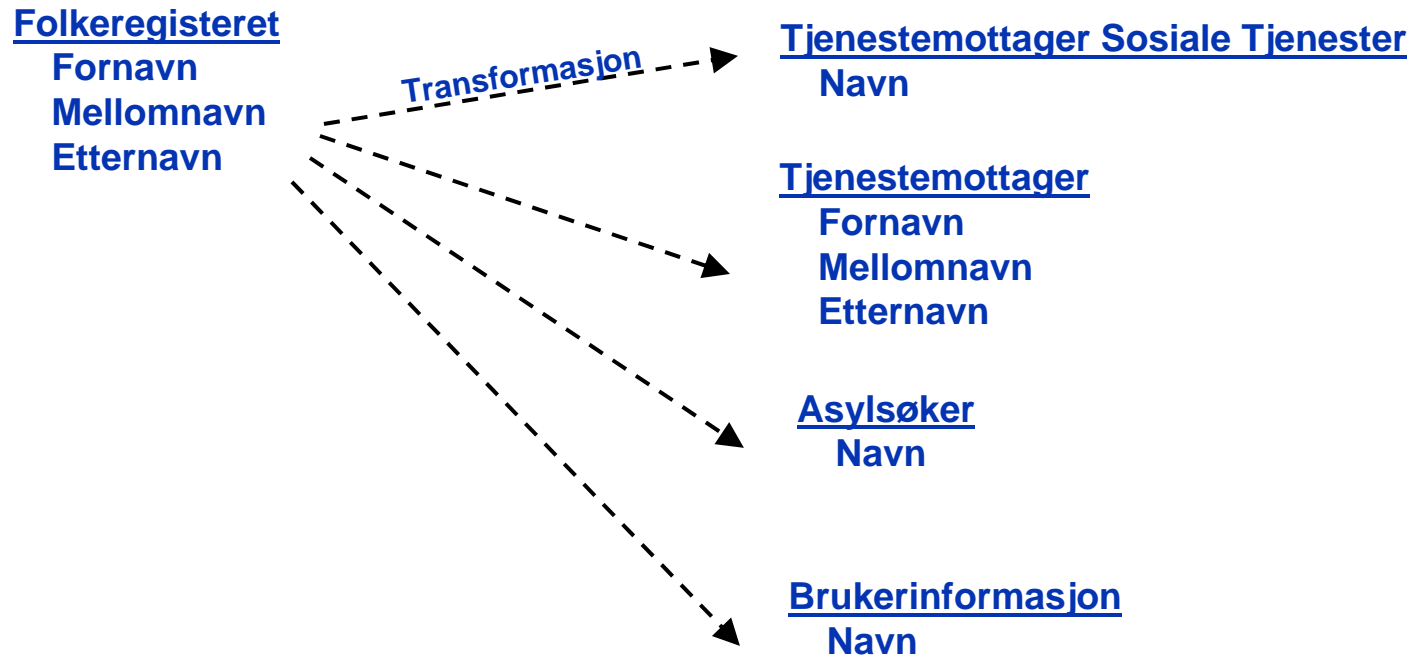 Folkeregisteret
Fornavn
Mellomnavn
Etternavn
Transformasjon
Tjenestemottager Sosiale Tjenester
Navn
Tjenestemottager
Fornavn
Mellomnavn
Etternavn
Asylsøker
Navn
Brukerinformasjon
Navn